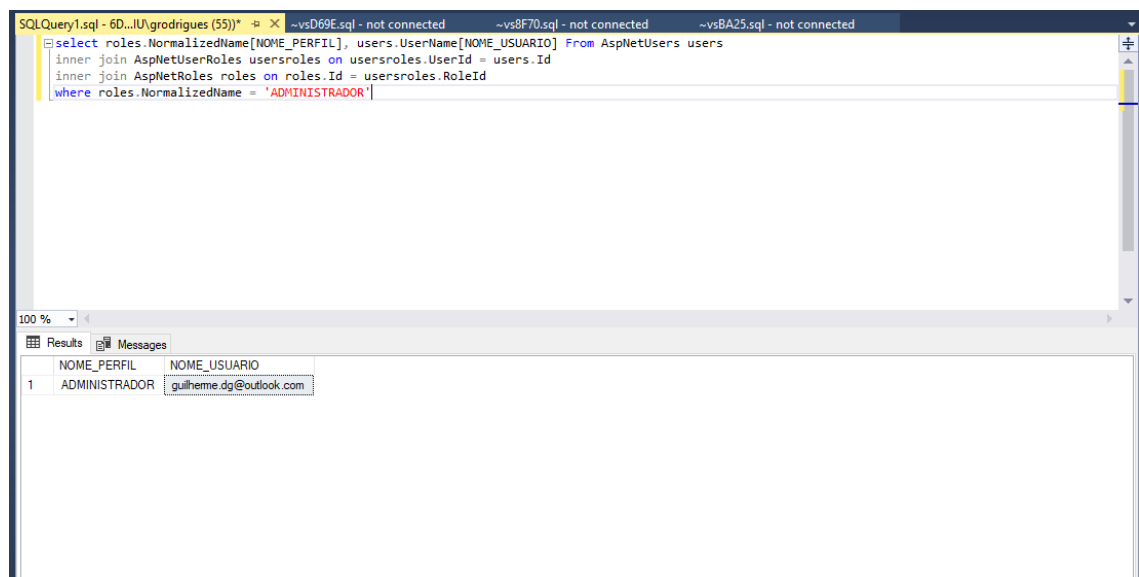 SQLQuery1.sql - 6D...IU\grodrigues (55))* ~vsD69E.sql - not connected ~vs8F70.sql - not connected ~vsBA25.sql - not connected
select roles.NormalizedName[NOME_PERFIL], users.UserName[NOME_USUARIO] From AspNetUsers users
inner join AspNetUserRoles usersroles on usersroles.UserId = users.Id
inner join AspNetRoles roles on roles.Id = usersroles.RoleId
where roles.NormalizedName = 'ADMINISTRADOR'
100 %
Results Messages
NOME_PERFIL NOME_USUARIO
1 ADMINISTRADOR guilherme.dg@outlook.com